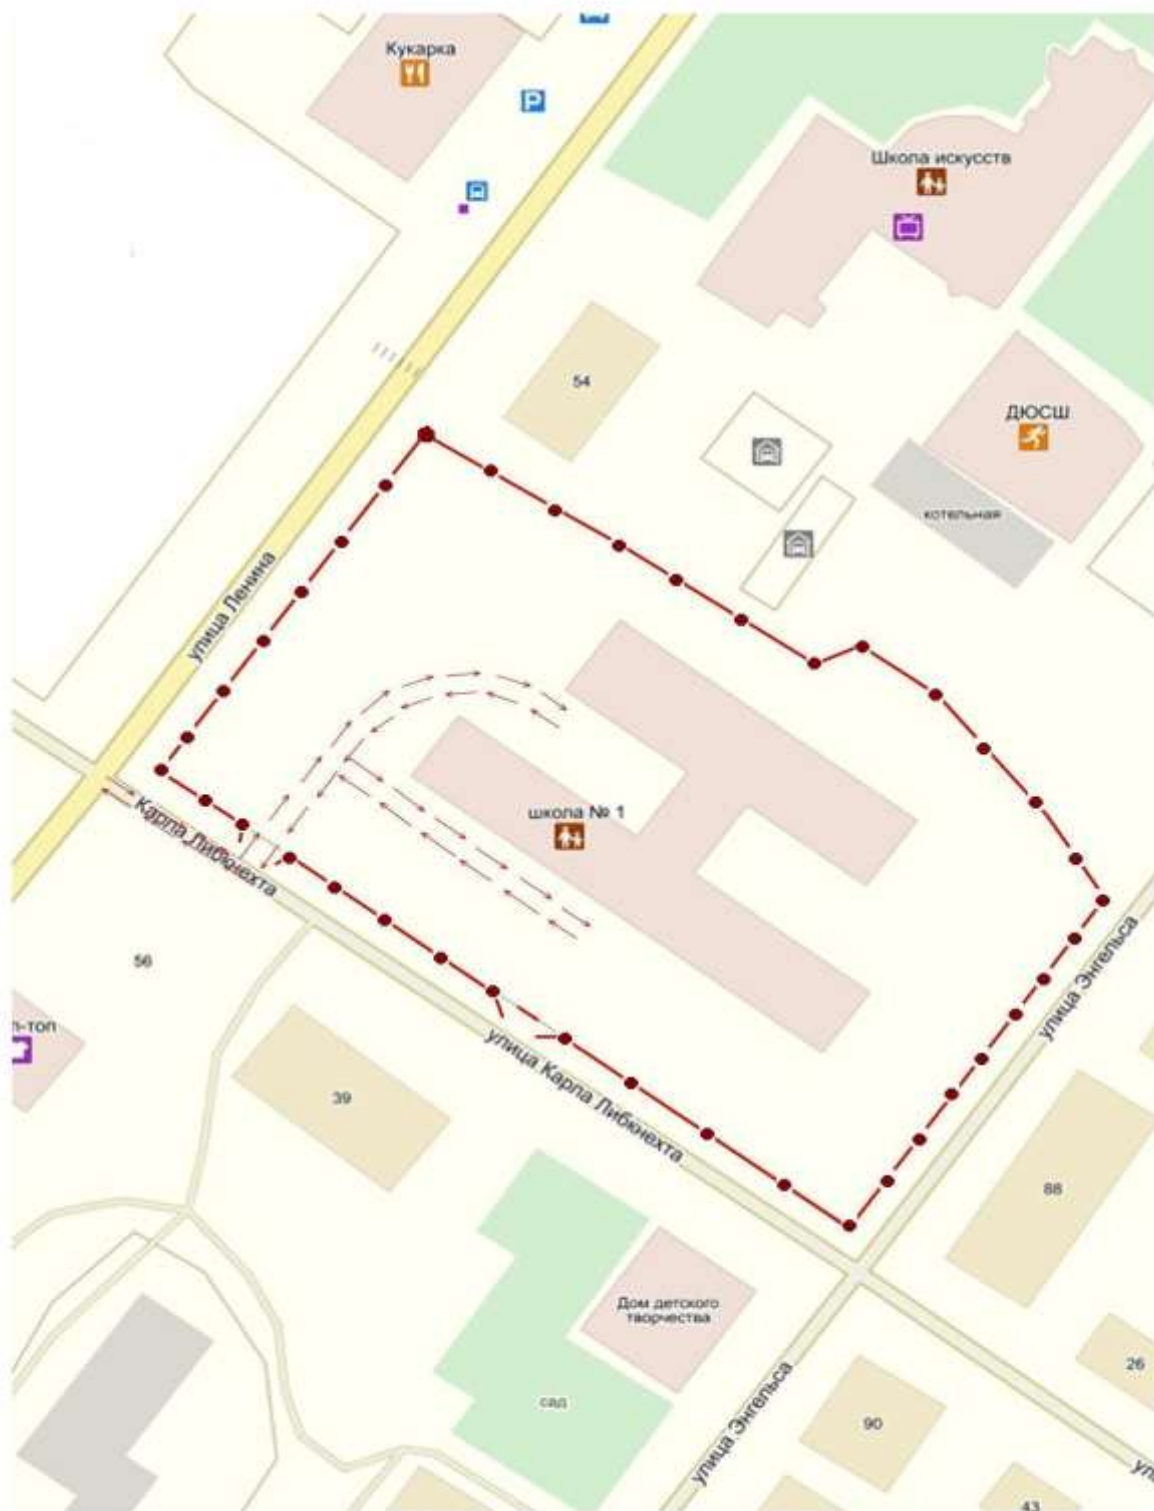 Кукарка
P
Школа искусств
54
ДЮСШ
котельная
улица Ленина
школа № 1
Карла Либкнехта
56
улица Энгельса
п-топ
улица Карла Либкнехта
39
88
Дом детского
творчества
26
сад
улица Энгельса
90
43